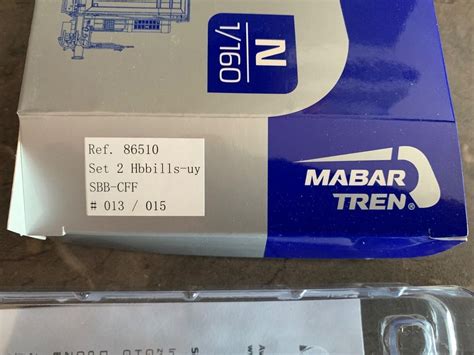 N
1/160
Ref. 86510
Set 2 Hbbills-uy
SBB-CFF
# 013 / 015
MABAR
TREN®